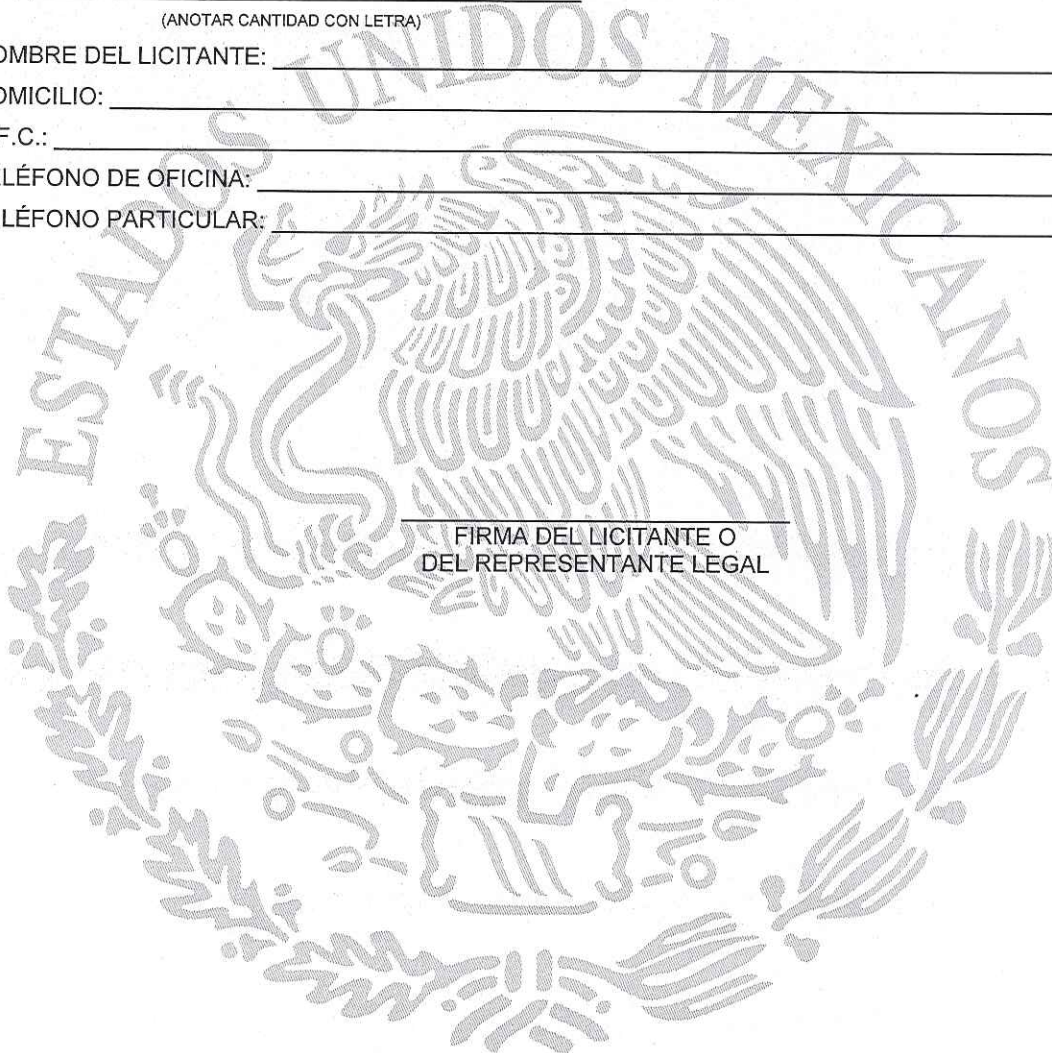 (ANOTAR CANTIDAD CON LETRA)
OMBRE DEL LICITANTE:
OMICILIO:
F.C.:
LÉFONO DE OFICINA:
LÉFONO PARTICULAR:
ESTADOS UNIDOS MEXICANOS
FIRMA DEL LICITANTE O
DEL REPRESENTANTE LEGAL